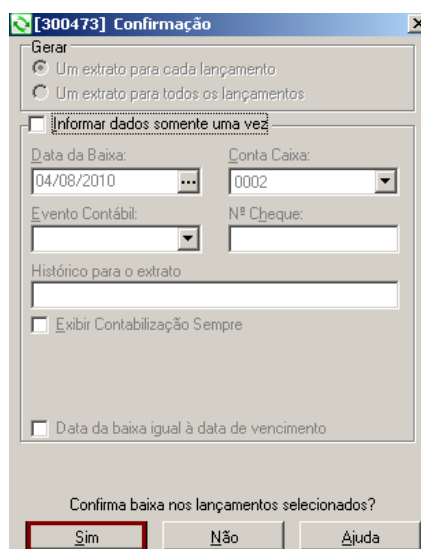 [300473] Confirmação
Gerar
Um extrato para cada lançamento
Um extrato para todos os lançamentos
Informar dados somente uma vez
Data da Baixa: Conta Caixa:
04/08/2010 ... 0002
Evento Contábil: Nº Cheque:
Histórico para o extrato
Exibir Contabilização Sempre
Data da baixa igual à data de vencimento
Confirma baixa nos lançamentos selecionados?
Sim Não Ajuda